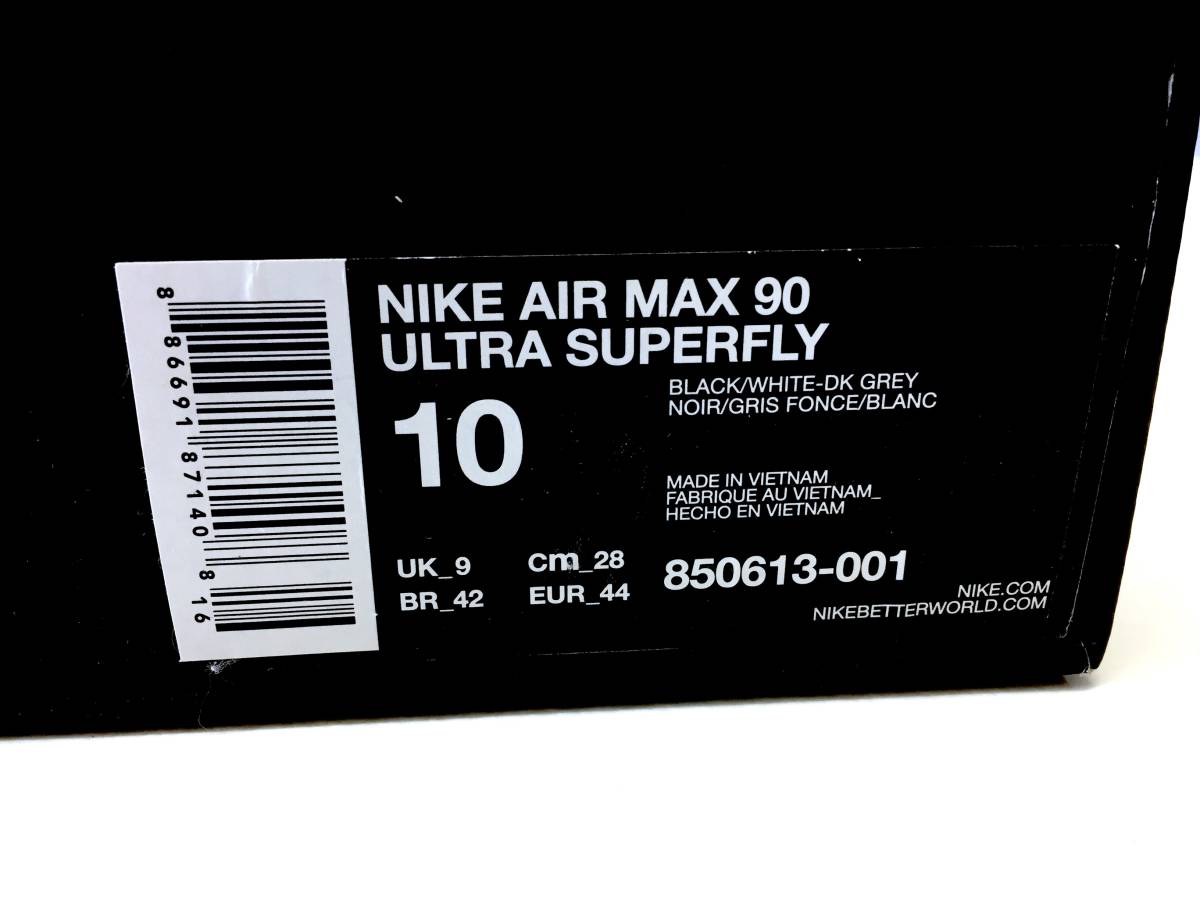 8 86691 87140 8 16
NIKE AIR MAX 90
ULTRA SUPERFLY
BLACK/WHITE-DK GREY
NOIR/GRIS FONCE/BLANC
10
MADE IN VIETNAM
FABRIQUE AU VIETNAM_
HECHO EN VIETNAM
UK_9 cm_28
BR_42 EUR_44
850613-001
NIKE.COM
NIKEBETTERWORLD.COM